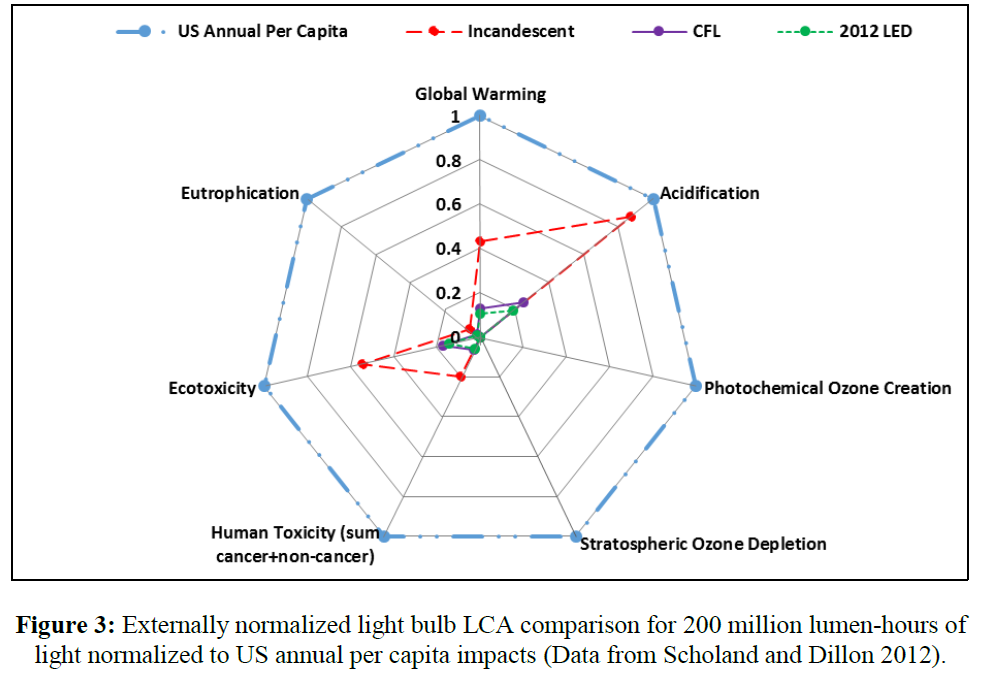 US Annual Per Capita Incandescent CFL 2012 LED
Global Warming
1
0.8
0.6
0.4
0.2
0
Acidification
Photochemical Ozone Creation
Stratospheric Ozone Depletion
Human Toxicity (sum
cancer+non-cancer)
Ecotoxicity
Eutrophication
Figure 3: Externally normalized light bulb LCA comparison for 200 million lumen-hours of
light normalized to US annual per capita impacts (Data from Scholand and Dillon 2012).